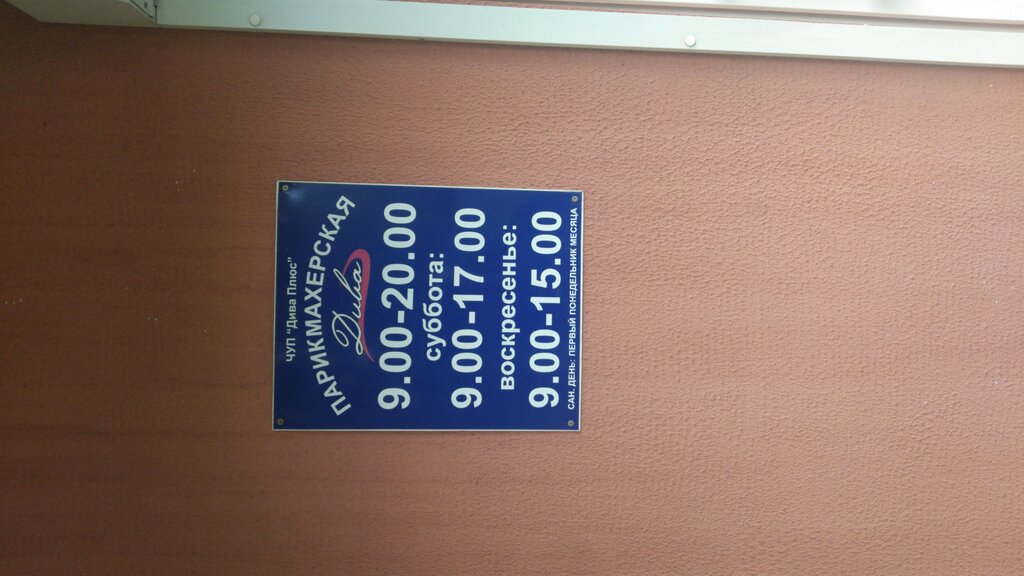 ЧУП "Дива Плюс"
ПАРИКМАХЕРСКАЯ
Дива
9.00-20.00
суббота:
9.00-17.00
воскресенье:
9.00-15.00
САН. ДЕНЬ: ПЕРВЫЙ ПОНЕДЕЛЬНИК МЕСЯЦА